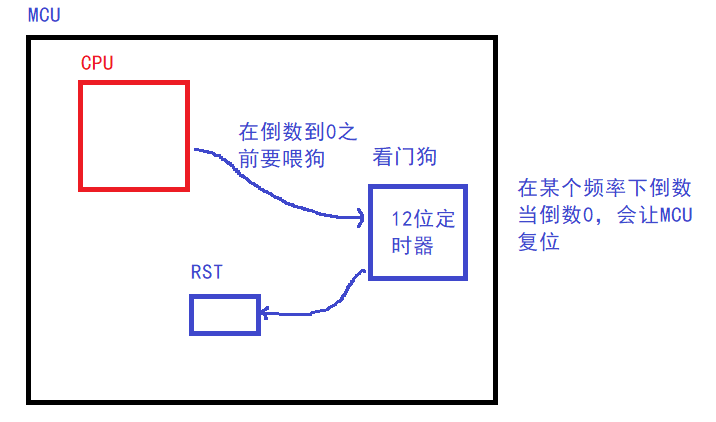 MCU
CPU
在倒数到0之
前要喂狗
看门狗
12位定
时器
RST
在某个频率下倒数
当倒数0，会让MCU
复位